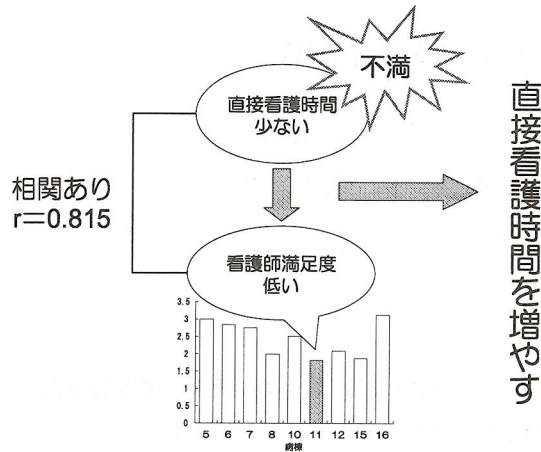 不満
直接看護時間
少ない
相関あり
r=0.815
看護師満足度
低い
直接看護時間を増やす
3.5
3
2.5
2
1.5
1
0.5
0
5 6 7 8 10 11 12 15 16
病棟